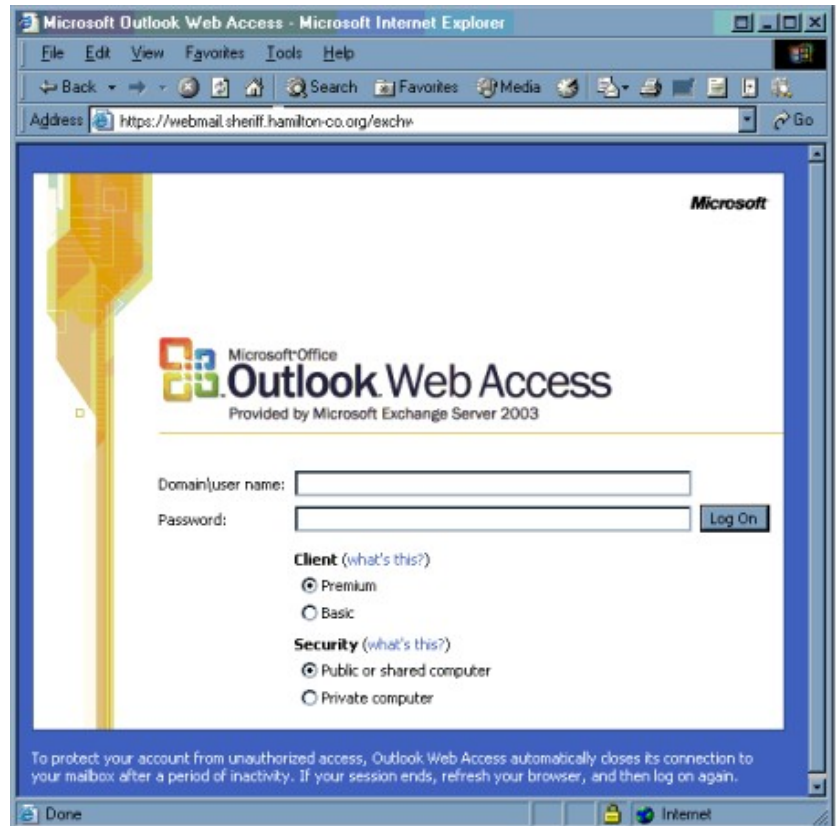 Microsoft Outlook Web Access - Microsoft Internet Explorer
File Edit View Favorites Tools Help
Back Search Favorites Media
Address https://webmail.sheriff.hamilton-co.org/exchw Go
Microsoft
Microsoft Office
Outlook Web Access
Provided by Microsoft Exchange Server 2003
Domain\user name:
Password: Log On
Client (what's this?)
Premium
Basic
Security (what's this?)
Public or shared computer
Private computer
To protect your account from unauthorized access, Outlook Web Access automatically closes its connection to
your mailbox after a period of inactivity. If your session ends, refresh your browser, and then log on again.
Done Internet